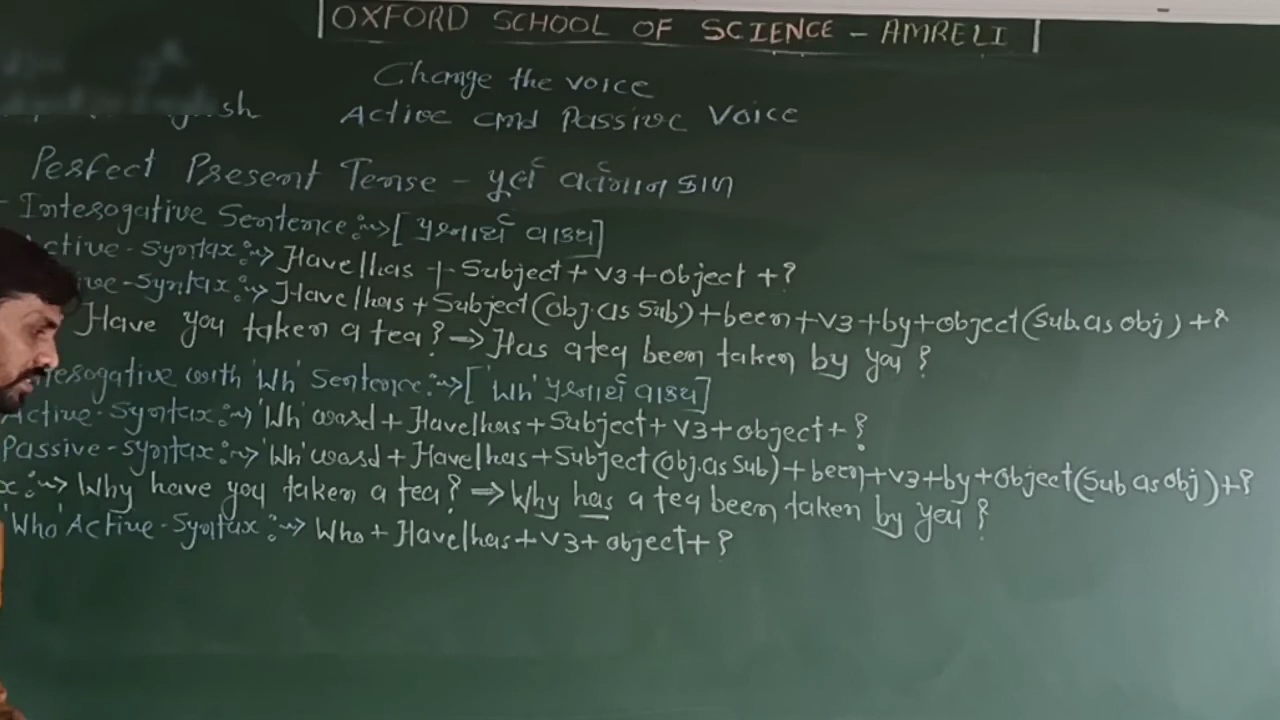 OXFORD SCHOOL OF SCIENCE - AMRELI
Change the voice
Active and Passive Voice
Perfect Present Tense - પૂર્ણ વર્તમાન કાળ
Interogative Sentence :~> [ પ્રશ્નાર્થ વાક્ય ]
Active-Syntax :~> Have/has + Subject + V3 + object + ?
Syntax :~> Have/has + Subject (obj. as Sub) + been + V3 + by + object (Sub. as obj) + ?
Have you taken a tea? => Has a tea been taken by you ?
with 'Wh' Sentence :~> [ 'Wh' પ્રશ્નાર્થ વાક્ય ]
Active-Syntax :~> 'Wh' word + Have/has + Subject + V3 + object + ?
Passive-syntax :~> 'Wh' word + Have/has + Subject (Obj. as Sub) + been + V3 + by + Object (Sub as obj) + ?
x :~> Why have you taken a tea? => Why has a tea been taken by you ?
'Who' Active-Syntax :~> Who + Have/has + V3 + object + ?